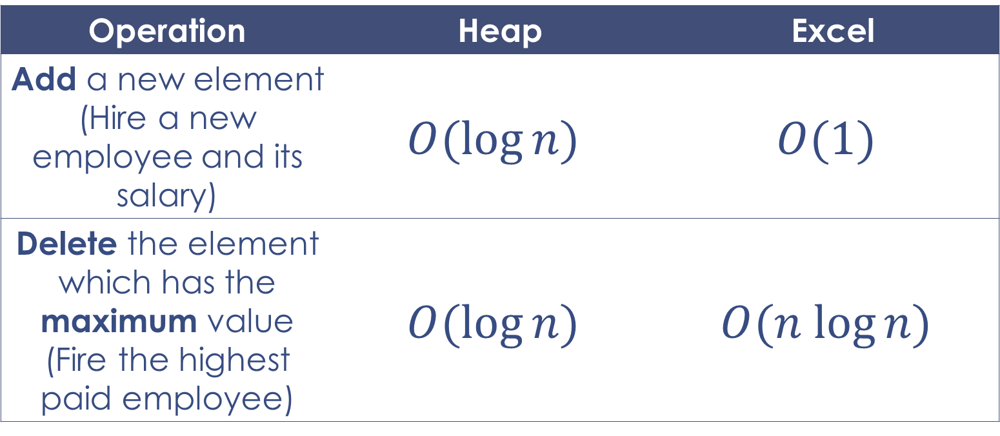 Operation Heap Excel
Add a new element
(Hire a new
employee and its
salary)
O(log n) O(1)
Delete the element
which has the
maximum value
(Fire the highest
paid employee)
O(log n) O(n log n)